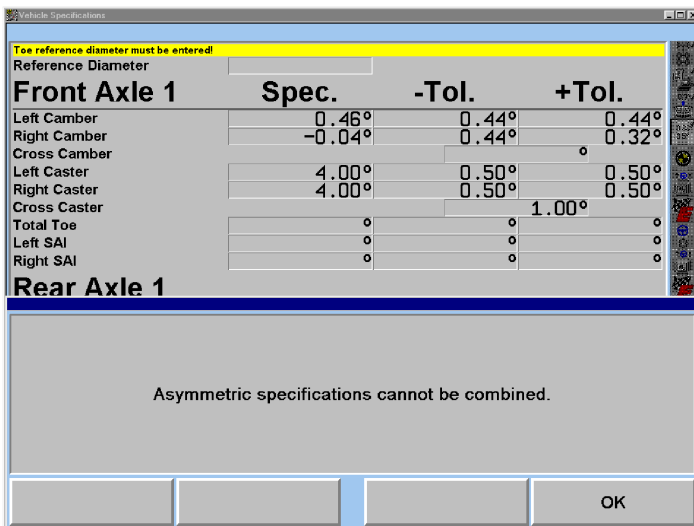 Vehicle Specifications
Toe reference diameter must be entered!
Reference Diameter
Front Axle 1 Spec. -Tol. +Tol.
Left Camber 0.46° 0.44° 0.44°
Right Camber -0.04° 0.44° 0.32°
Cross Camber °
Left Caster 4.00° 0.50° 0.50°
Right Caster 4.00° 0.50° 0.50°
Cross Caster 1.00°
Total Toe ° ° °
Left SAI ° ° °
Right SAI ° ° °
Rear Axle 1
Asymmetric specifications cannot be combined.
OK